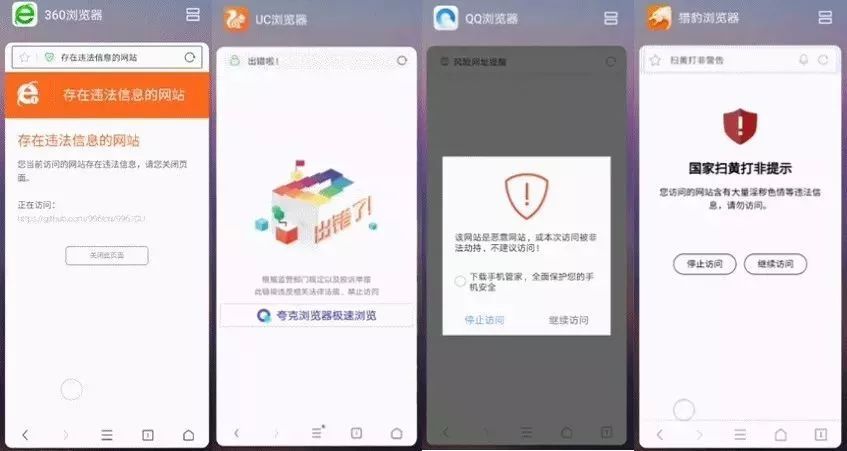 360浏览器
存在违法信息的网站
存在违法信息的网站
存在违法信息的网站
您当前访问的网站存在违法信息，请您关闭页
面。
正在访问：
https://github.com/996icu/996.ICU
关闭此页面
UC浏览器
出错啦！
出错了！
根据监管部门规定以及投诉举报
此链接违反相关法律法规，禁止访问
夸克浏览器极速浏览
QQ浏览器
风险网址提醒
该网站是恶意网站，或本次访问被非
法劫持，不建议访问！
下载手机管家，全面保护您的手
机安全
停止访问
继续访问
猎豹浏览器
扫黄打非警告
国家扫黄打非提示
您访问的网站含有大量淫秽色情等违法信
息，请勿访问。
停止访问
继续访问